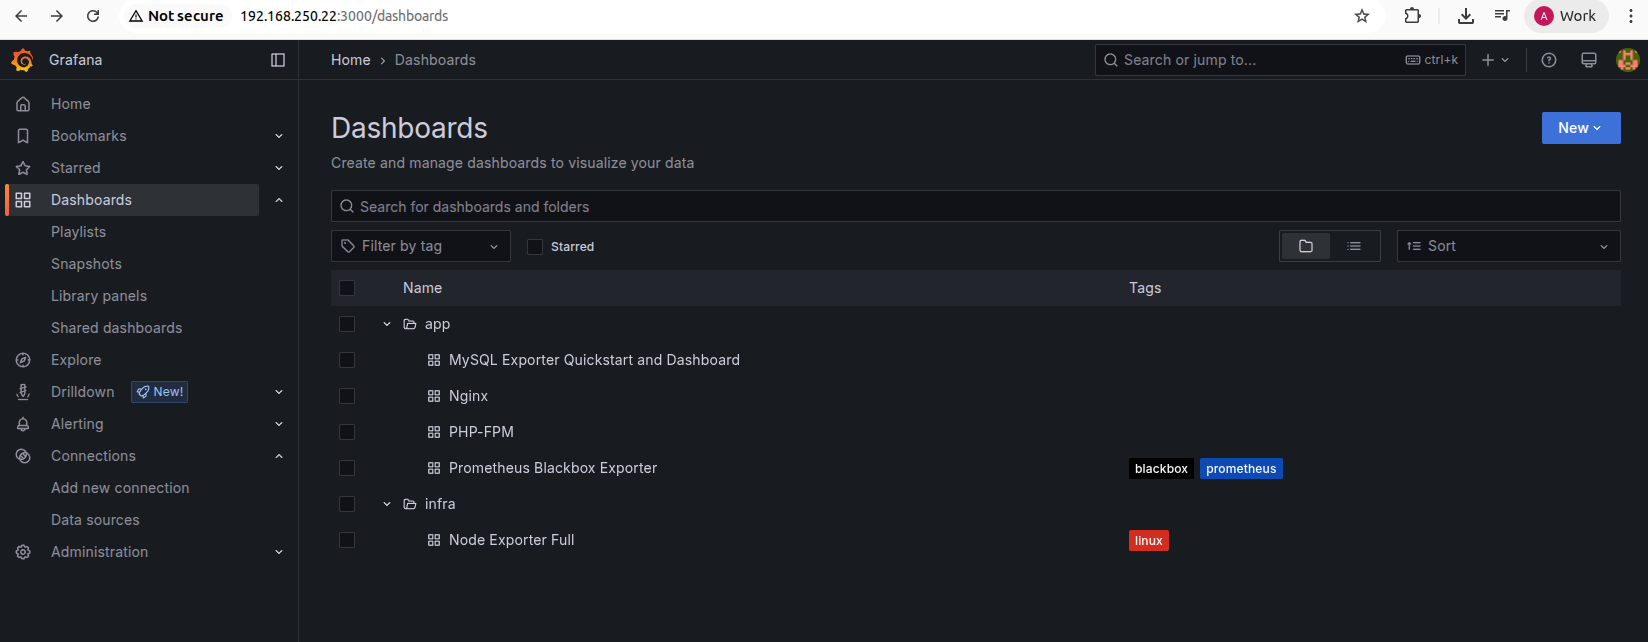 Not secure 192.168.250.22:3000/dashboards A Work
Grafana Home › Dashboards Search or jump to... ctrl+k
Home
Bookmarks
Starred
Dashboards
Playlists
Snapshots
Library panels
Shared dashboards
Explore
Drilldown New!
Alerting
Connections
Add new connection
Data sources
Administration
Dashboards
New
Create and manage dashboards to visualize your data
Search for dashboards and folders
Filter by tag Starred Sort
Name Tags
app
MySQL Exporter Quickstart and Dashboard
Nginx
PHP-FPM
Prometheus Blackbox Exporter blackbox prometheus
infra
Node Exporter Full linux